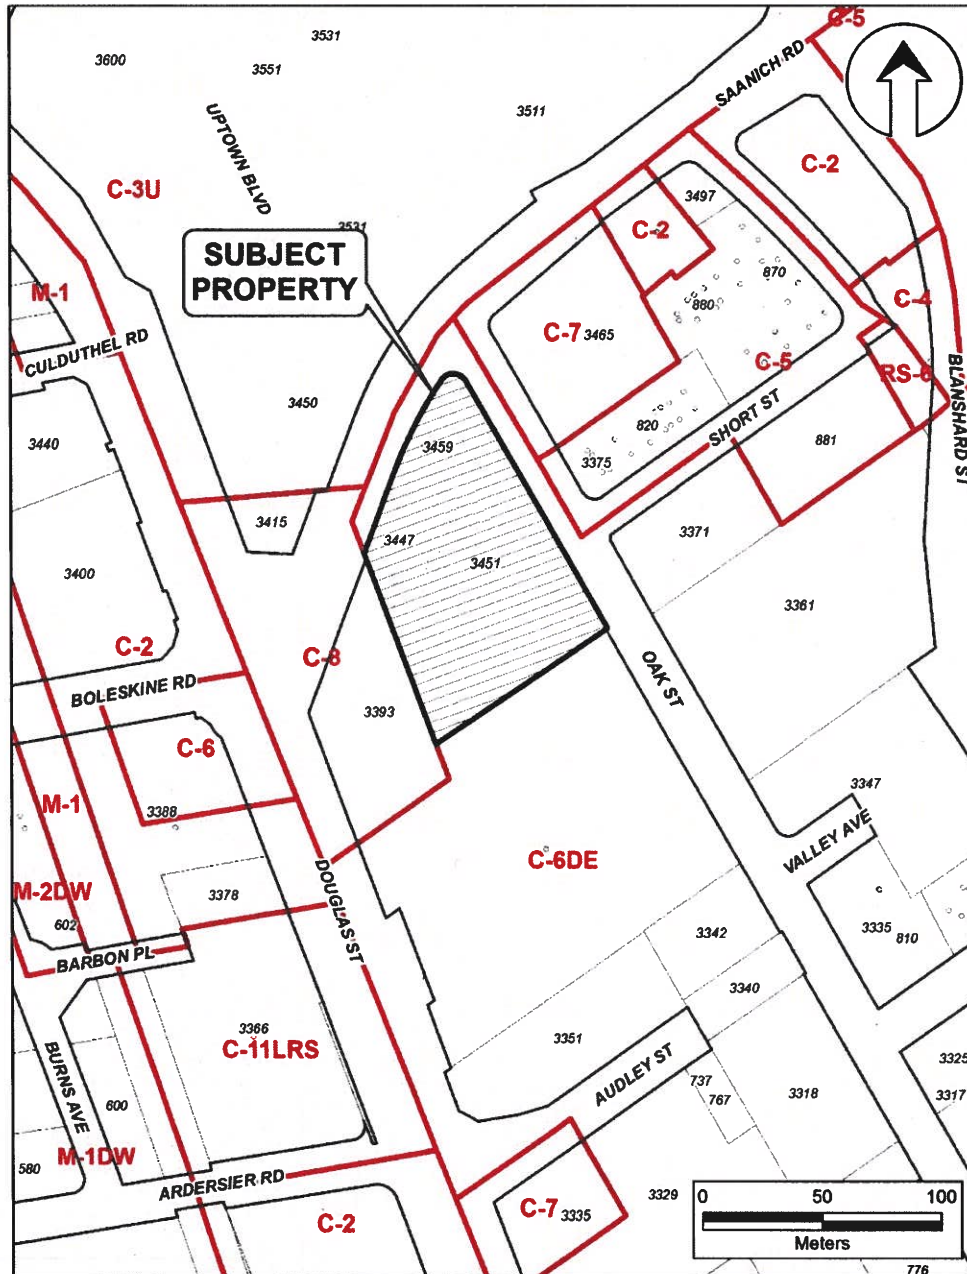 C-5
3531
3600
3551
SAANICH RD
3511
UPTOWN BLVD
C-2
C-3U
3497
3531
C-2
SUBJECT
PROPERTY
870
M-1
880
C-4
C-7
3465
CULDUTHEL RD
C-5
RS-6
BLANSHARD ST
3450
SHORT ST
820
3440
3459
881
3375
3415
3447
3371
3451
3400
3361
C-2
C-8
OAK ST
BOLESKINE RD
3393
C-6
3347
M-1
3388
VALLEY AVE
C-6DE
M-2DW
3378
DOUGLAS ST
602
3342
3335
810
BARBON PL
3340
3366
3351
C-11LRS
AUDLEY ST
3325
BURNS AVE
737
767
3318
3317
600
M-1DW
580
ARDERSIER RD
3329
0 50 100
C-7
3335
C-2
Meters
776